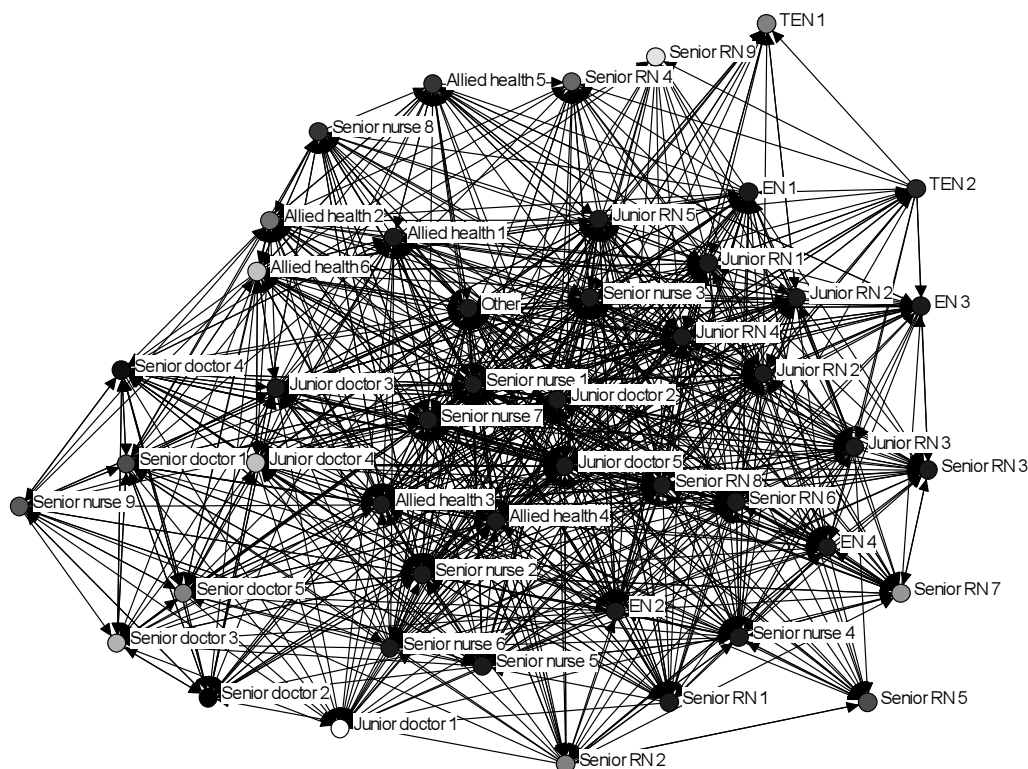 TEN 1
Senior RN 9
Allied health 5
Senior RN 4
Senior nurse 8
EN 1
TEN 2
Allied health 2
Junior RN 5
Allied health 1
Junior RN 1
Allied health 6
Other
Senior nurse 3
Junior RN 2
EN 3
Junior RN 4
Senior doctor 4
Junior doctor 3
Senior nurse 1
Junior RN 2
Junior doctor 2
Senior nurse 7
Junior RN 3
Senior doctor 1
Junior doctor 4
Junior doctor 5
Senior RN 3
Senior RN 8
Senior nurse 9
Allied health 3
Senior RN 6
Allied health 4
EN 4
Senior nurse 2
Senior doctor 5
Senior RN 7
EN 2
Senior doctor 3
Senior nurse 6
Senior nurse 4
Senior nurse 5
Senior doctor 2
Senior RN 1
Senior RN 5
Junior doctor 1
Senior RN 2